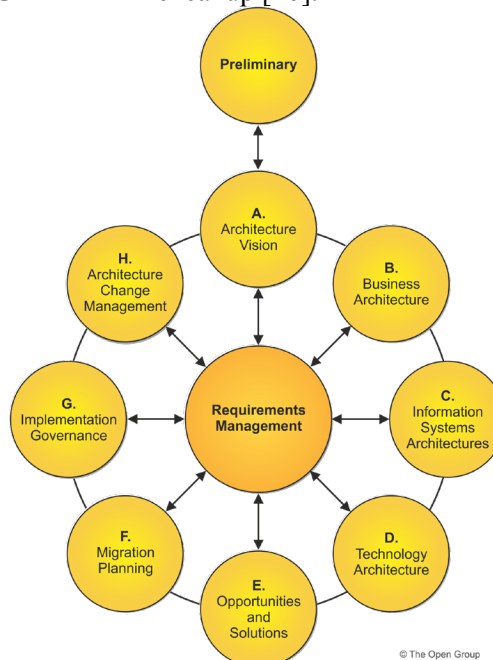 Preliminary
A.
Architecture
Vision
B.
Business
Architecture
C.
Information
Systems
Architectures
D.
Technology
Architecture
E.
Opportunities
and
Solutions
F.
Migration
Planning
G.
Implementation
Governance
H.
Architecture
Change
Management
Requirements
Management
© The Open Group